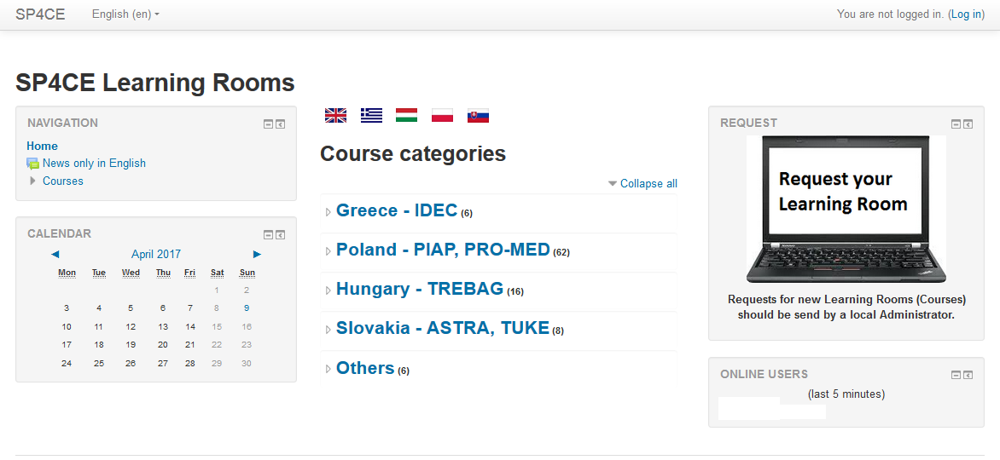 SP4CE English (en) You are not logged in. (Log in)
SP4CE Learning Rooms
NAVIGATION
Home
News only in English
Courses
CALENDAR
◄ April 2017 ►
Mon Tue Wed Thu Fri Sat Sun
1 2
3 4 5 6 7 8 9
10 11 12 13 14 15 16
17 18 19 20 21 22 23
24 25 26 27 28 29 30
Course categories
Collapse all
Greece - IDEC (6)
Poland - PIAP, PRO-MED (62)
Hungary - TREBAG (16)
Slovakia - ASTRA, TUKE (8)
Others (6)
REQUEST
Request your
Learning Room
Requests for new Learning Rooms (Courses)
should be send by a local Administrator.
ONLINE USERS
(last 5 minutes)